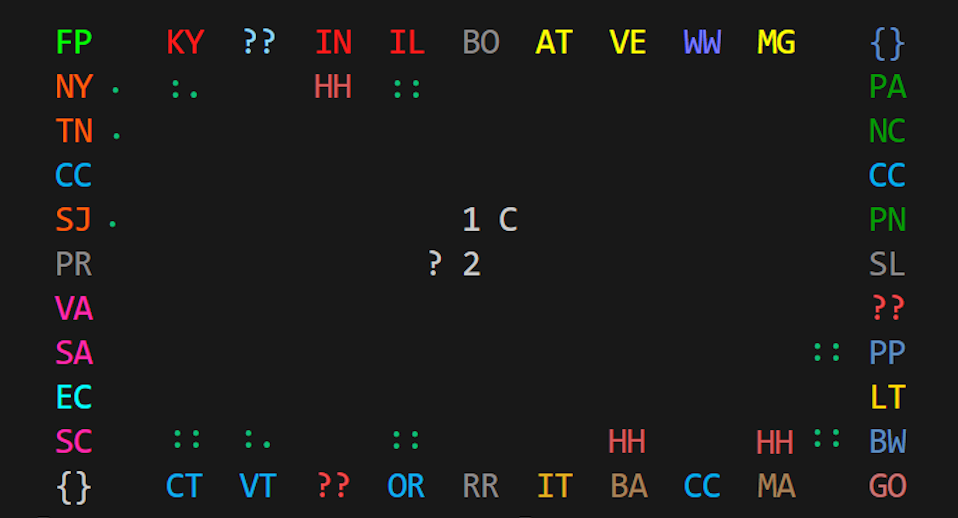 FP KY ?? IN IL BO AT VE WW MG {}
NY . :. HH :: PA
TN . NC
CC CC
SJ . 1 C PN
PR ? 2 SL
VA ??
SA :: PP
EC LT
SC :: :. :: HH HH :: BW
{} CT VT ?? OR RR IT BA CC MA GO